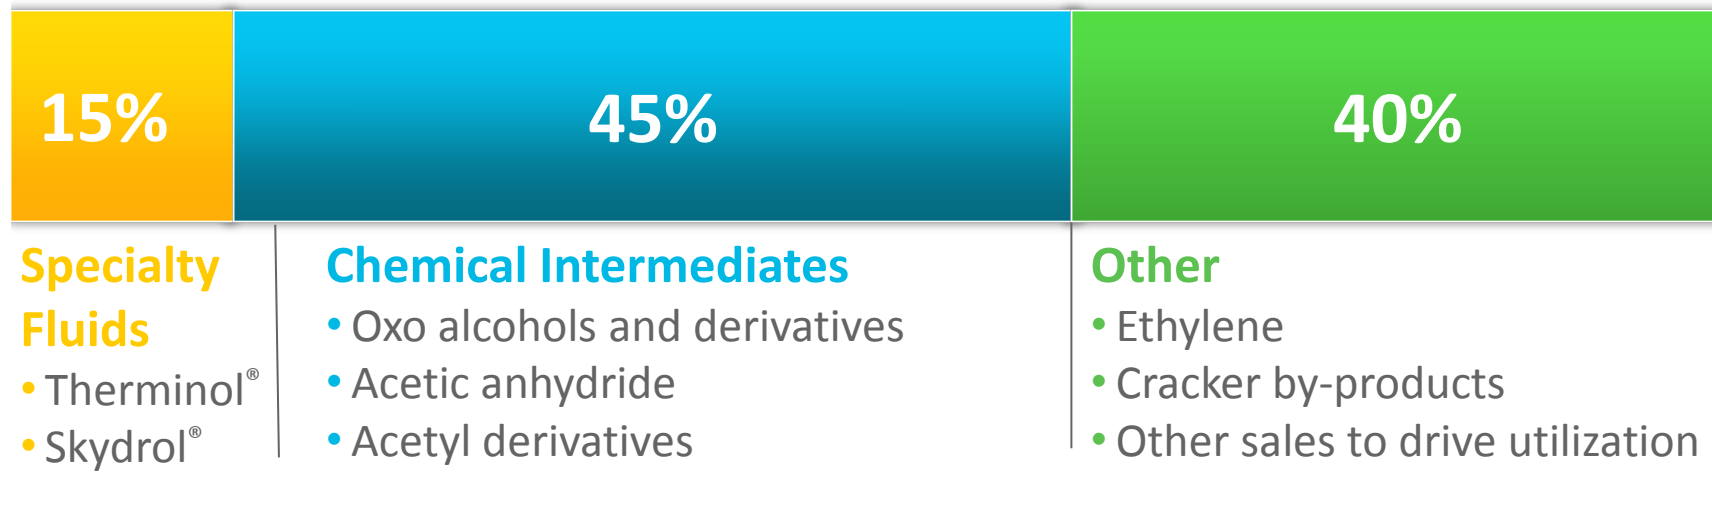 15%
45%
40%
Specialty
Fluids
• Therminol®
• Skydrol®
Chemical Intermediates
• Oxo alcohols and derivatives
• Acetic anhydride
• Acetyl derivatives
Other
• Ethylene
• Cracker by-products
• Other sales to drive utilization